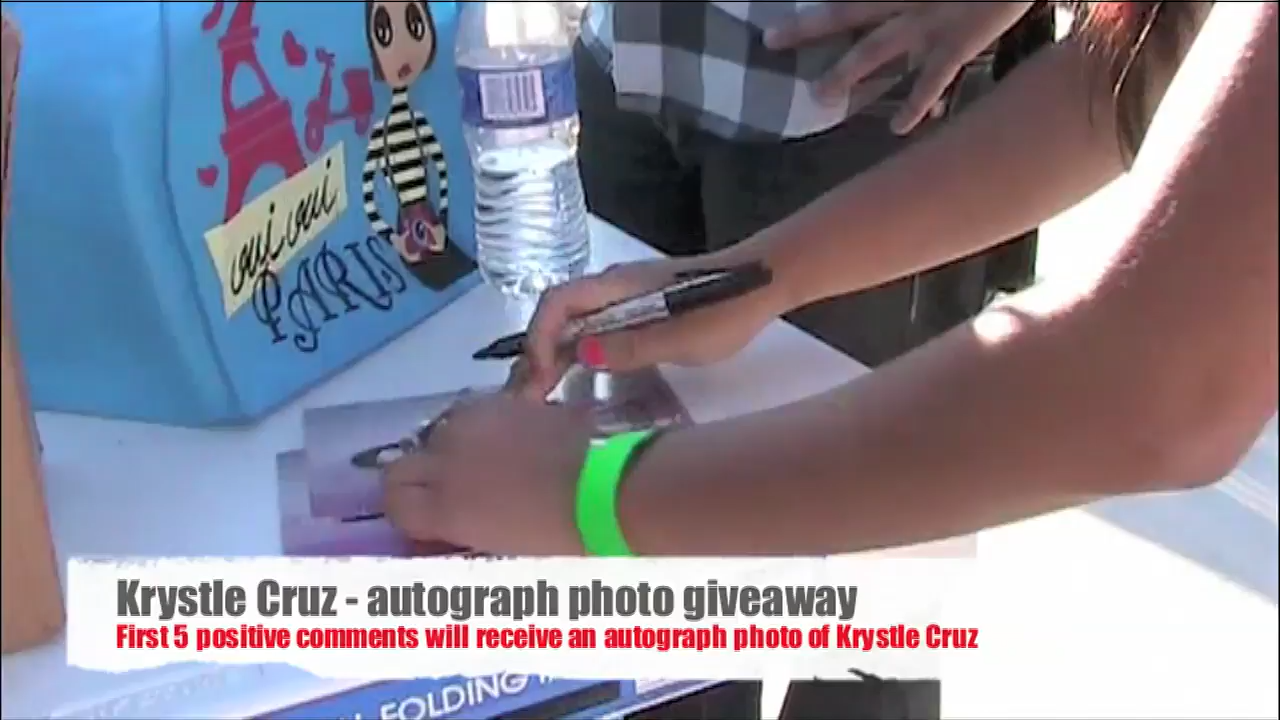 oui oui
PARIS
Krystle Cruz - autograph photo giveaway
First 5 positive comments will receive an autograph photo of Krystle Cruz
FOLDING